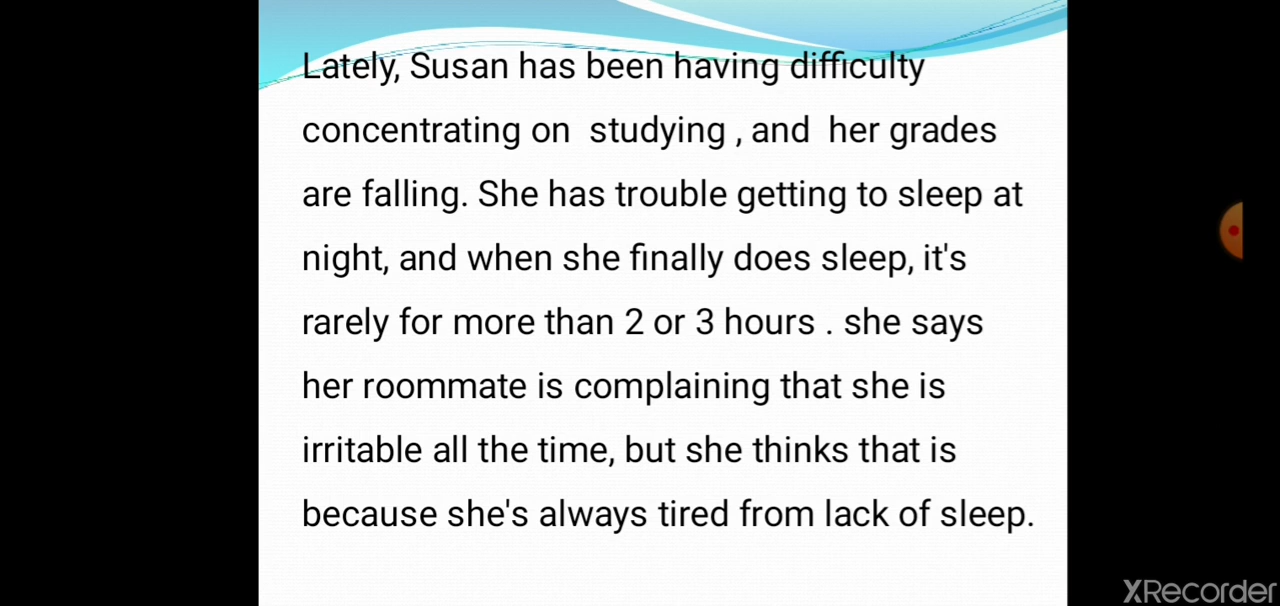 Lately, Susan has been having difficulty
concentrating on  studying , and  her grades
are falling. She has trouble getting to sleep at
night, and when she finally does sleep, it's
rarely for more than 2 or 3 hours . she says
her roommate is complaining that she is
irritable all the time, but she thinks that is
because she's always tired from lack of sleep.
XRecorder